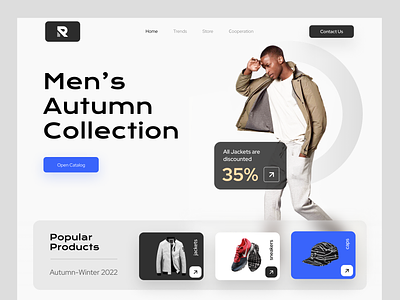 R
Home
Trends
Store
Cooperation
Contact Us
Men's
Autumn
Collection
Open Catalog
All Jackets are
discounted
35%
Popular
Products
Autumn-Winter 2022
jackets
sneakers
caps